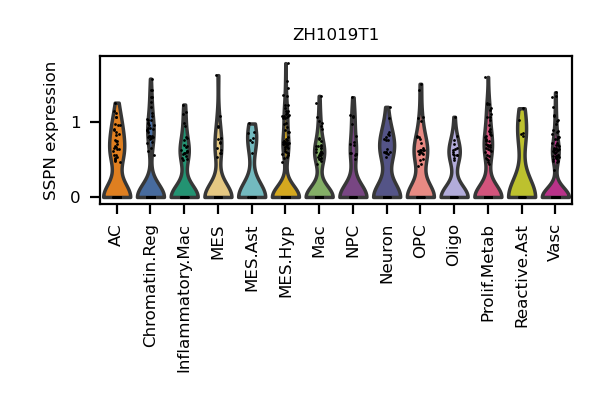 ZH1019T1
SSPN expression
1
0
AC
Chromatin.Reg
Inflammatory.Mac
MES
MES.Ast
MES.Hyp
Mac
NPC
Neuron
OPC
Oligo
Prolif.Metab
Reactive.Ast
Vasc